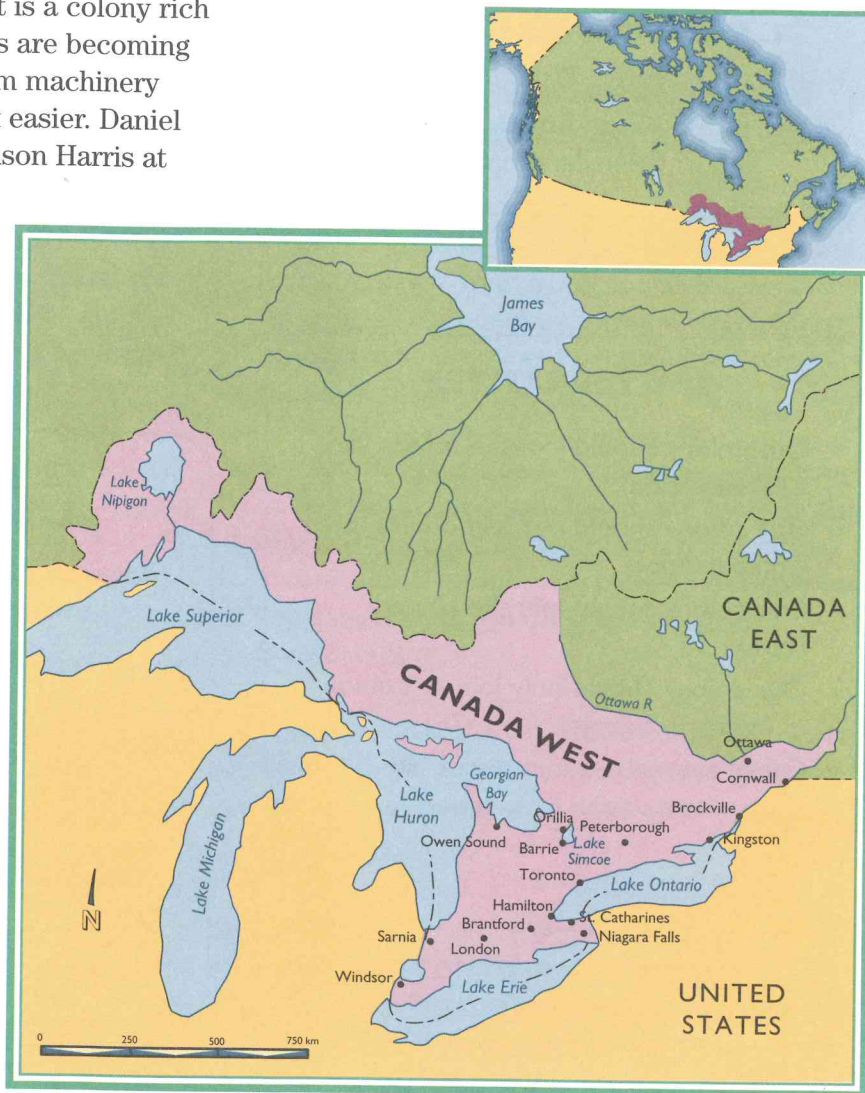 t is a colony rich
s are becoming
m machinery
t easier. Daniel
son Harris at
James
Bay
Lake
Nipigon
Lake Superior
CANADA
EAST
CANADA WEST
Ottawa R
Ottawa
Cornwall
Georgian
Bay
Lake
Huron
Brockville
Orillia
Peterborough
Owen Sound
Barrie
Lake
Simcoe
Kingston
Lake Michigan
Toronto
Lake Ontario
N
Hamilton
St. Catharines
Brantford
Sarnia
London
Niagara Falls
Windsor
Lake Erie
UNITED
STATES
0 250 500 750 km